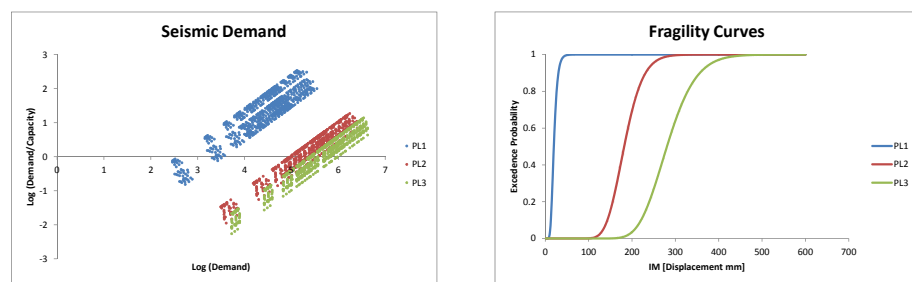 Seismic Demand
3
2
1
0
-1
-2
-3
0 1 2 3 4 5 6 7
Log (Demand/Capacity)
Log (Demand)
PL1
PL2
PL3
Fragility Curves
1
0.8
0.6
0.4
0.2
0
0 100 200 300 400 500 600 700
Exceedence Probability
IM [Displacement mm]
PL1
PL2
PL3